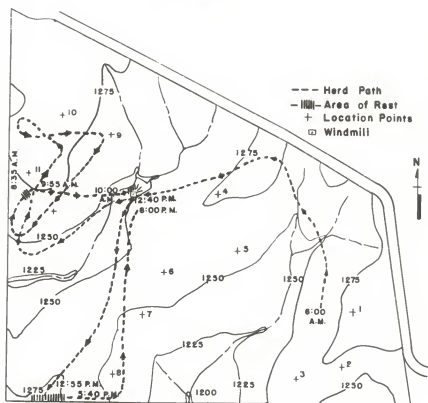 1275
--- Herd Path
Area of Rest
+ Location Points
Windmill
N
+ 10
+ 9
1275
+ 11
8:35 A.M.
9:55 A.M.
10:00 A.M.
12:40 P.M.
6:00 P.M.
+ 4
1250
+ 5
1225
+ 6
1250
1275
1250
+ 7
6:00 A.M.
+ 1
1225
1225
+ 8
+ 2
12:55 P.M.
1275
5:40 P.M.
1200
1225
+ 3
1250